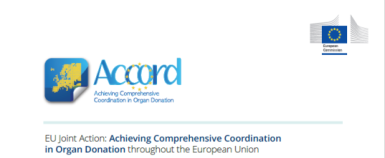 European
Commission
Accord
Achieving Comprehensive
Coordination in Organ Donation
EU Joint Action: Achieving Comprehensive Coordination
in Organ Donation throughout the European Union